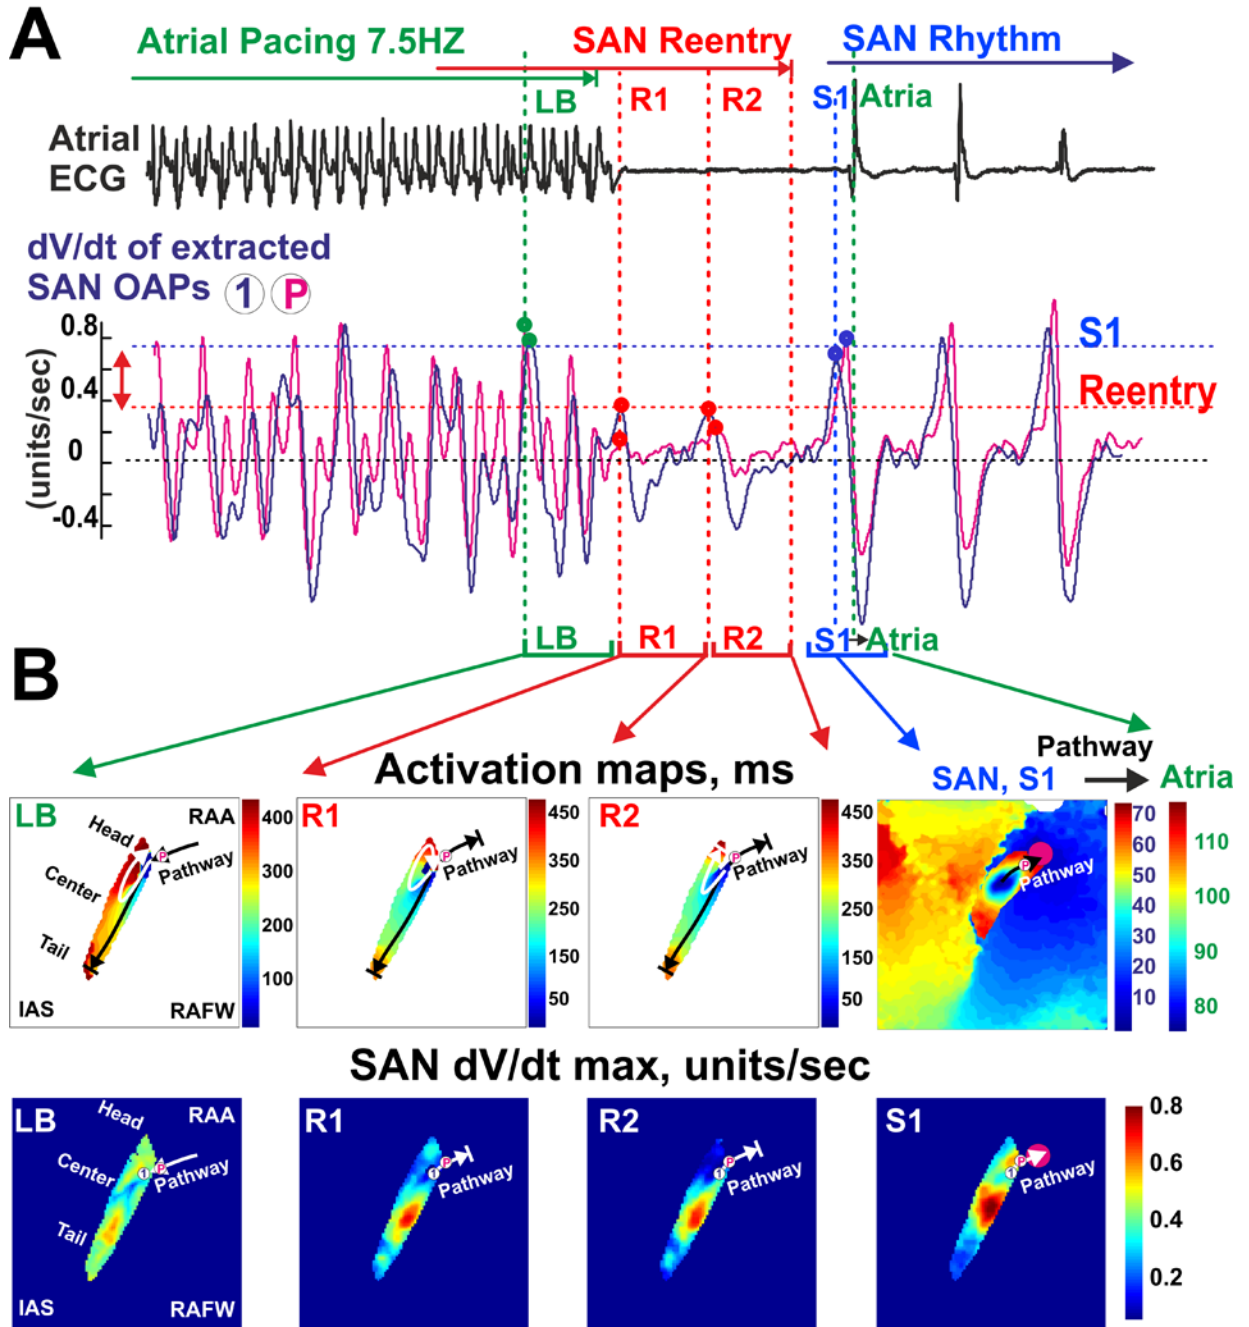 A
Atrial Pacing 7.5HZ
SAN Reentry
SAN Rhythm
LB
R1
R2
S1
Atria
Atrial
ECG
dV/dt of extracted
SAN OAPs 1 P
0.8
0.4
0
-0.4
(units/sec)
S1
Reentry
LB
R1
R2
S1
Atria
B
Activation maps, ms
Pathway
SAN, S1
Atria
LB
RAA
Head
P
Pathway
Center
Tail
IAS
RAFW
400
300
200
100
R1
P
Pathway
450
350
250
150
50
R2
P
Pathway
450
350
250
150
50
P
Pathway
70
60
50
40
30
20
10
110
100
90
80
SAN dV/dt max, units/sec
LB
Head
RAA
Center
1
P
Pathway
Tail
IAS
RAFW
R1
1
P
Pathway
R2
1
P
Pathway
S1
1
P
Pathway
0.8
0.6
0.4
0.2